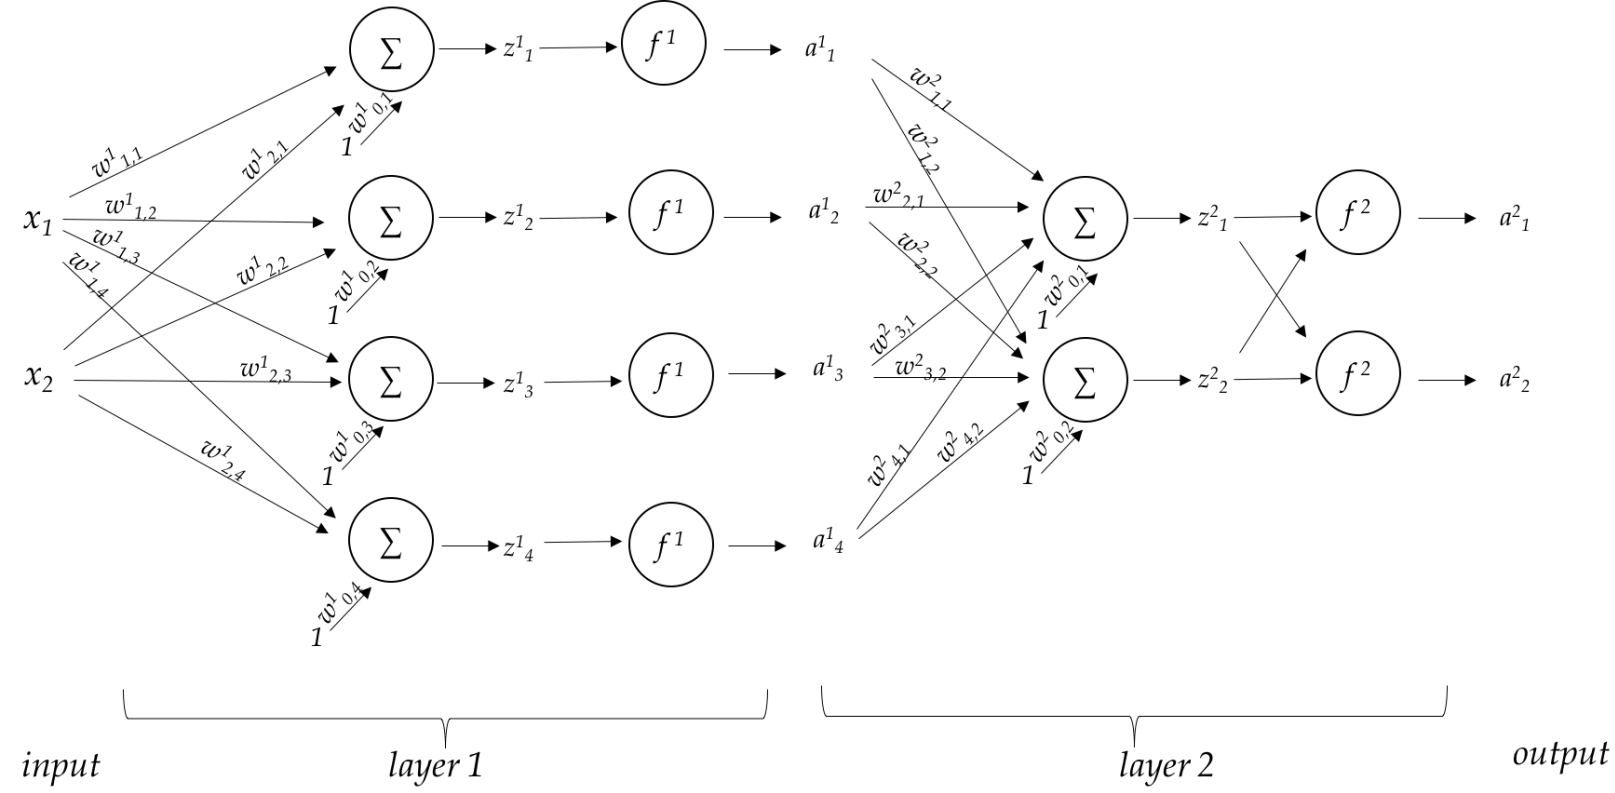 ∑ z¹₁ f¹ a¹₁
w¹₀,₁
1
w²₁,₁
w²₁,₂
w¹₁,₁
w¹₂,₁
x₁ w¹₁,₂ ∑ z¹₂ f¹ a¹₂ w²₂,₁ ∑ z²₁ f² a²₁
w¹₁,₃
w¹₁,₄
w¹₂,₂
w¹₀,₂
1
w²₂,₂
w²₀,₁
1
w²₃,₁
x₂ w¹₂,₃ ∑ z¹₃ f¹ a¹₃ w²₃,₂ ∑ z²₂ f² a²₂
w¹₂,₄
w¹₀,₃
1
w²₄,₁
w²₄,₂
w²₀,₂
1
∑ z¹₄ f¹ a¹₄
w¹₀,₄
1
input layer 1 layer 2 output